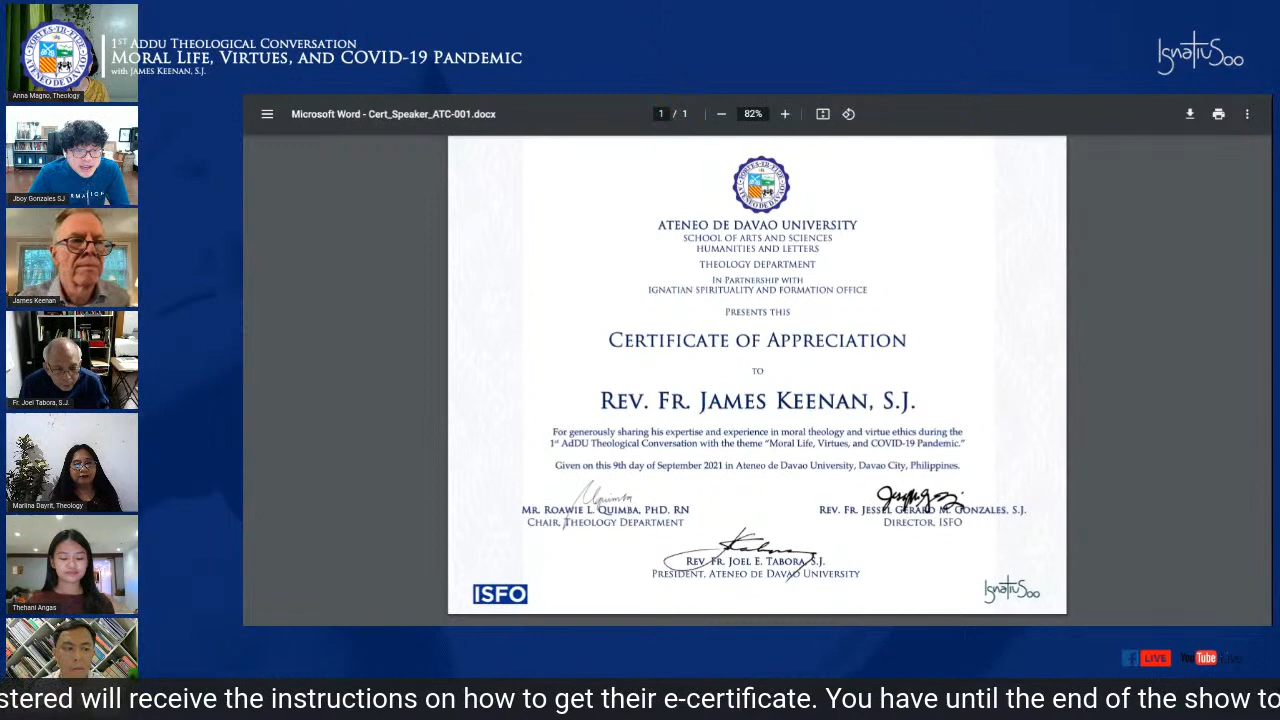 1ST ADDU THEOLOGICAL CONVERSATION
MORAL LIFE, VIRTUES, AND COVID-19 PANDEMIC
with JAMES KEENAN, S.J.
IgnatiuS500
FORTES IN FIDE
ATENEO DE DAVAO
Anna Magno, Theology
Jboy Gonzales SJ
James Keenan
Fr. Joel Tabora, S.J.
Marlina Dayrit, Theology
Thehani Angas
Microsoft Word - Cert_Speaker_ATC-001.docx
1 / 1
82%
ATENEO DE DAVAO UNIVERSITY
SCHOOL OF ARTS AND SCIENCES
HUMANITIES AND LETTERS
THEOLOGY DEPARTMENT
IN PARTNERSHIP WITH
IGNATIAN SPIRITUALITY AND FORMATION OFFICE
PRESENTS THIS
CERTIFICATE OF APPRECIATION
TO
REV. FR. JAMES KEENAN, S.J.
For generously sharing his expertise and experience in moral theology and virtue ethics during the
1st AdDU Theological Conversation with the theme “Moral Life, Virtues, and COVID-19 Pandemic.”
Given on this 9th day of September 2021 in Ateneo de Davao University, Davao City, Philippines.
MR. ROAWIE L. QUIMBA, PHD, RN
CHAIR, THEOLOGY DEPARTMENT
REV. FR. JESSEL GERARD M. GONZALES, S.J.
DIRECTOR, ISFO
REV. FR. JOEL E. TABORA, S.J.
PRESIDENT, ATENEO DE DAVAO UNIVERSITY
ISFO
IgnatiuS500
LIVE
YouTube Live
stered will receive the instructions on how to get their e-certificate. You have until the end of the show to